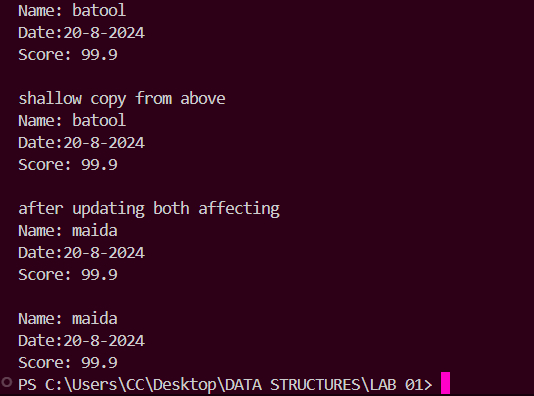 Name: batool
Date:20-8-2024
Score: 99.9
shallow copy from above
Name: batool
Date:20-8-2024
Score: 99.9
after updating both affecting
Name: maida
Date:20-8-2024
Score: 99.9
Name: maida
Date:20-8-2024
Score: 99.9
PS C:\Users\CC\Desktop\DATA STRUCTURES\LAB 01>